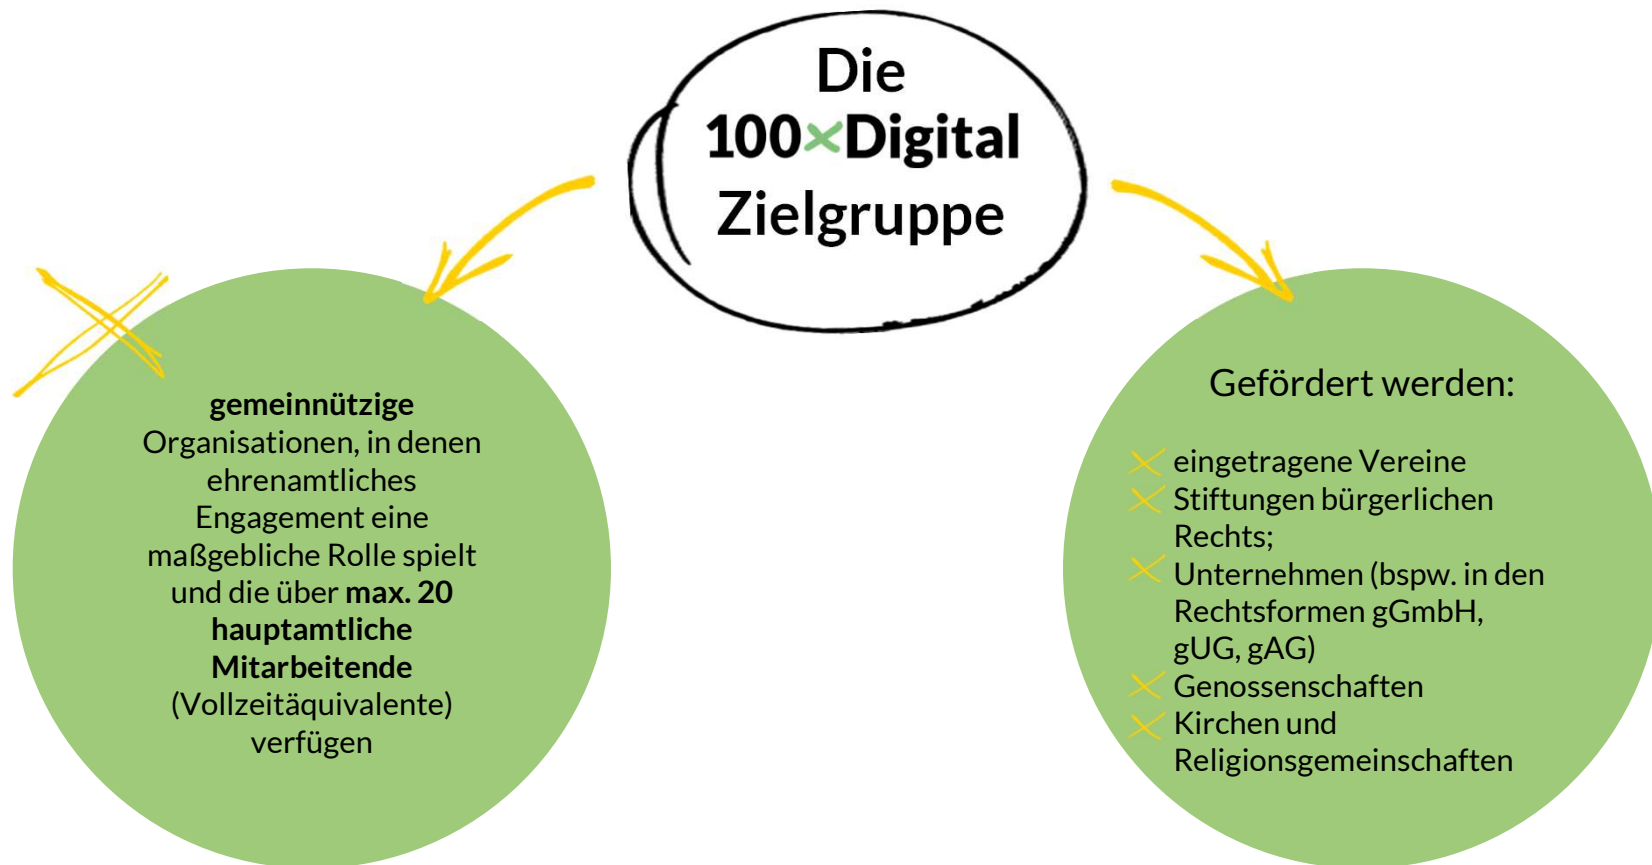 Die
100×Digital
Zielgruppe
gemeinnützige
Organisationen, in denen
ehrenamtliches
Engagement eine
maßgebliche Rolle spielt
und die über max. 20
hauptamtliche
Mitarbeitende
(Vollzeitäquivalente)
verfügen
Gefördert werden:
eingetragene Vereine
Stiftungen bürgerlichen
Rechts;
Unternehmen (bspw. in den
Rechtsformen gGmbH,
gUG, gAG)
Genossenschaften
Kirchen und
Religionsgemeinschaften